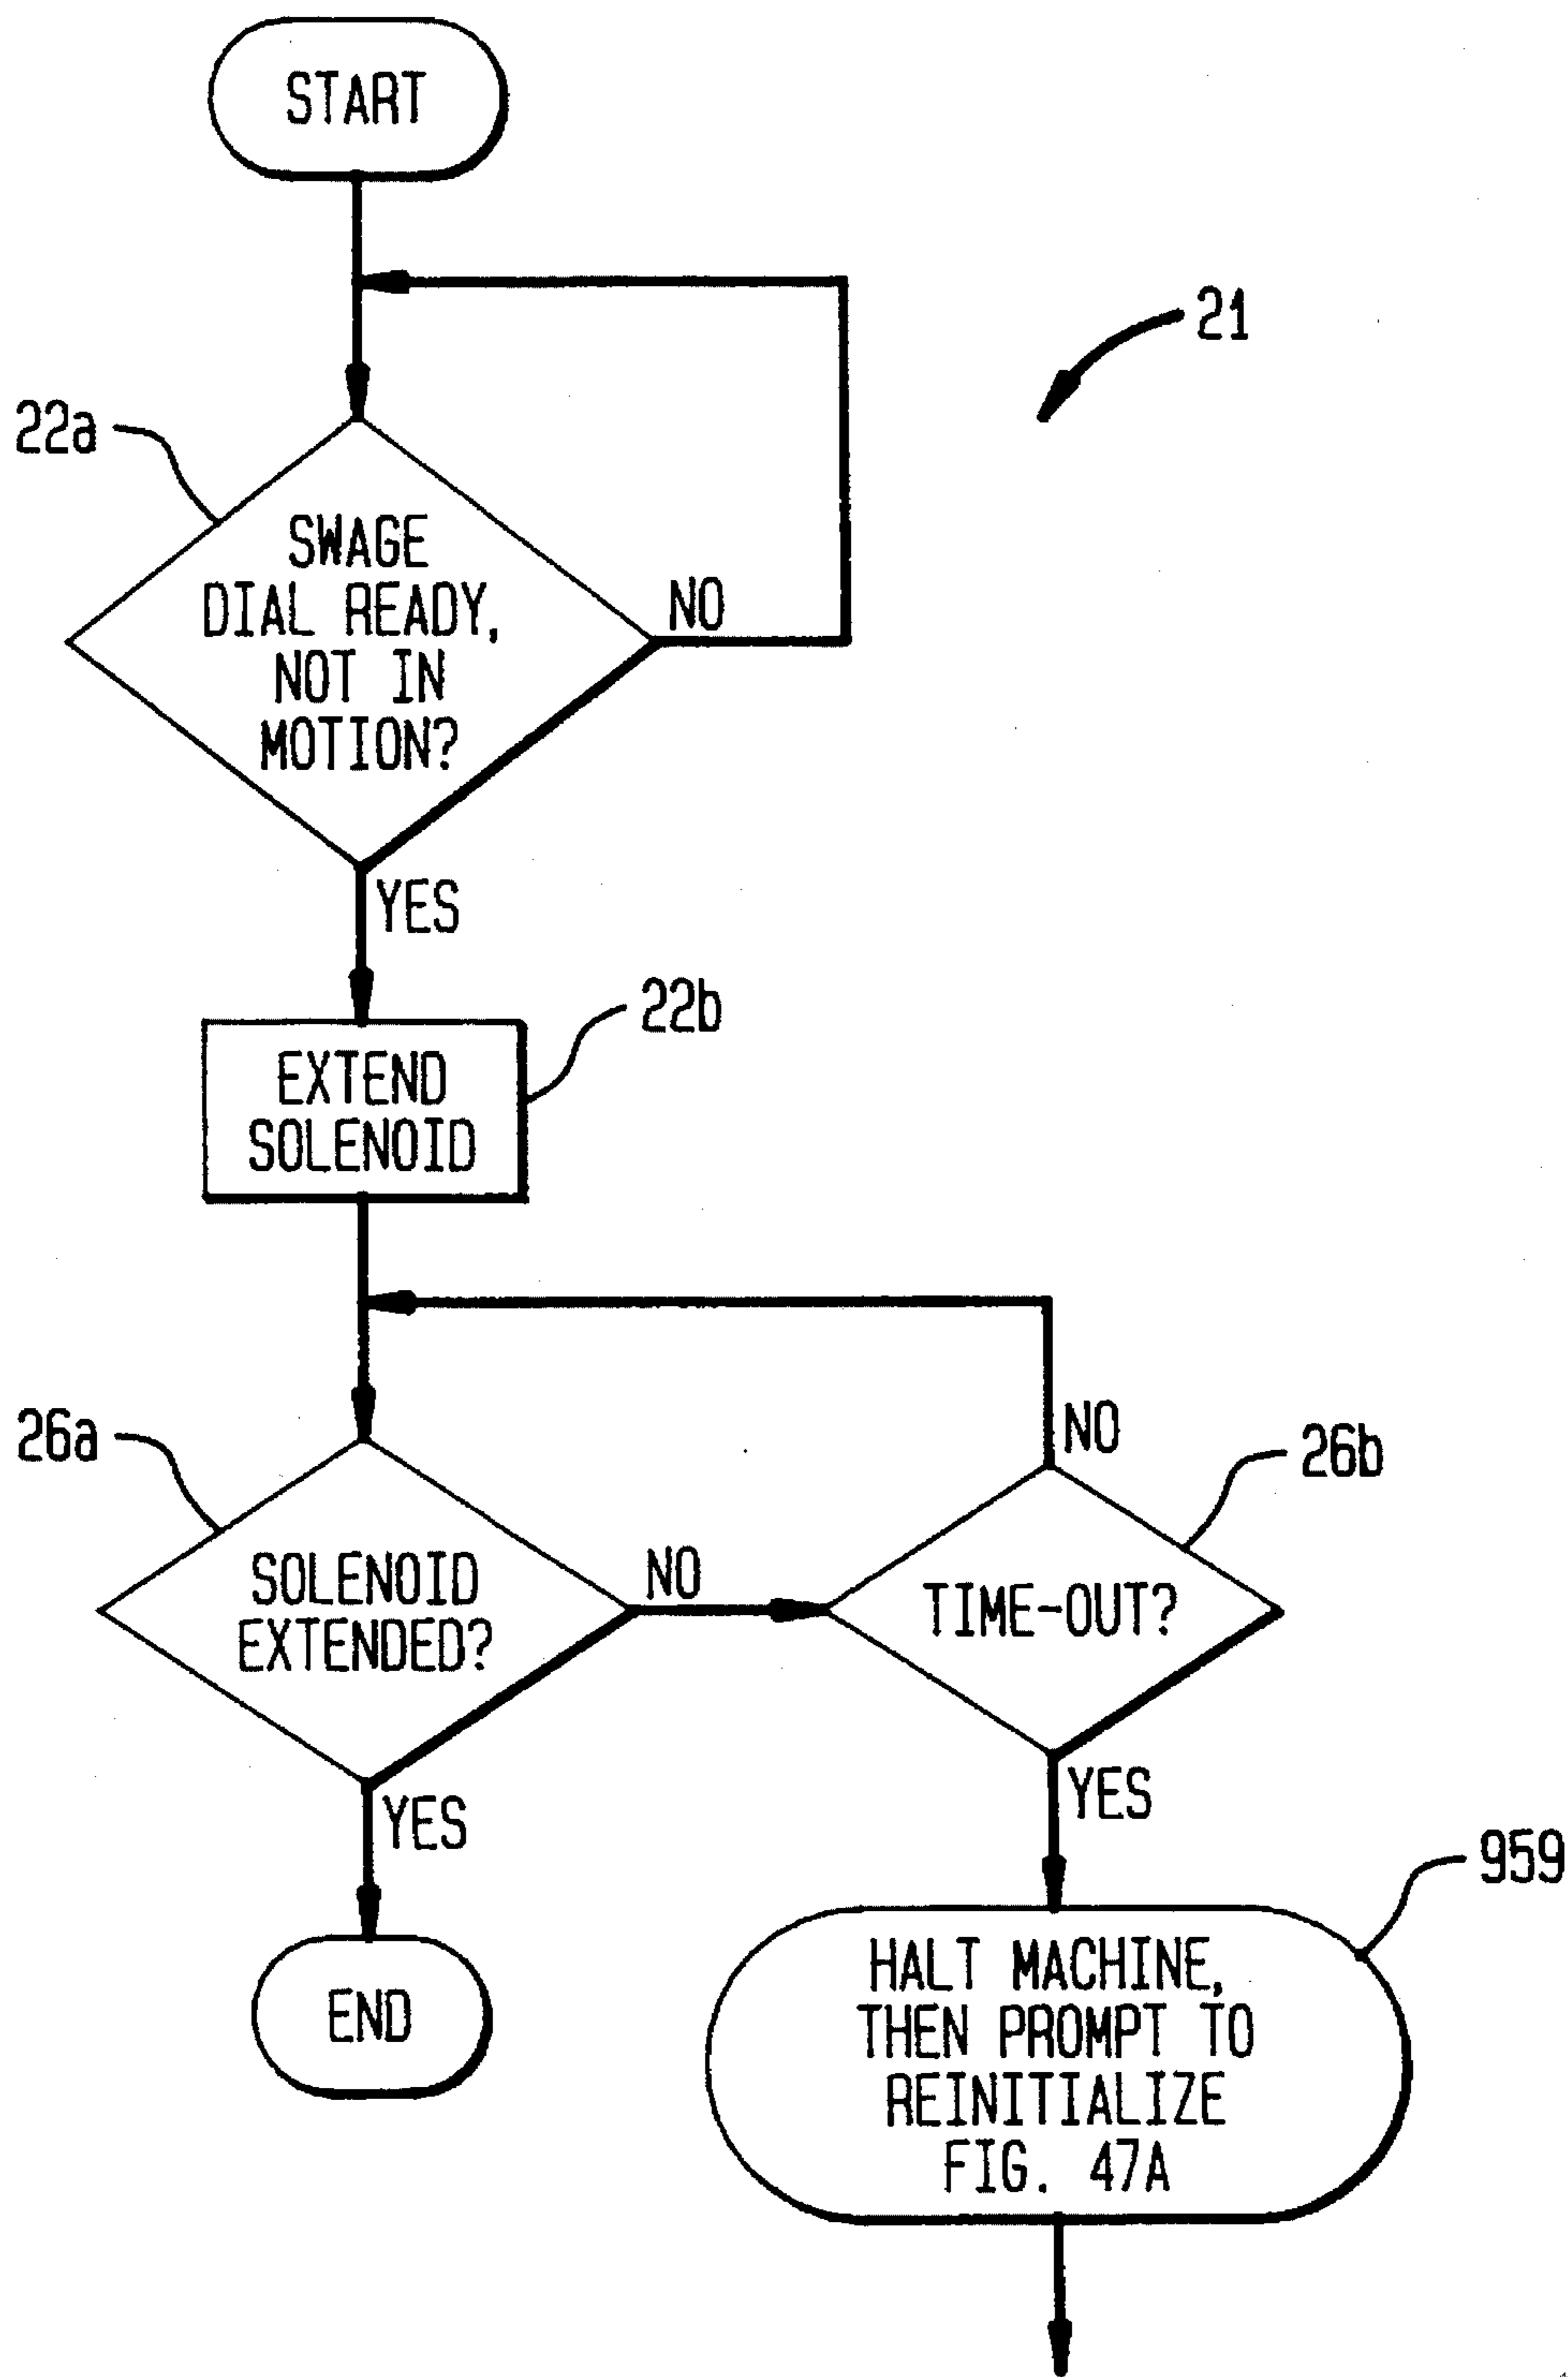 START
21
22a
SWAGE
DIAL READY,
NOT IN
MOTION?
NO
YES
22b
EXTEND
SOLENOID
26a
SOLENOID
EXTENDED?
NO
NO
26b
TIME-OUT?
YES
YES
959
END
HALT MACHINE,
THEN PROMPT TO
REINITIALIZE
FIG. 47A